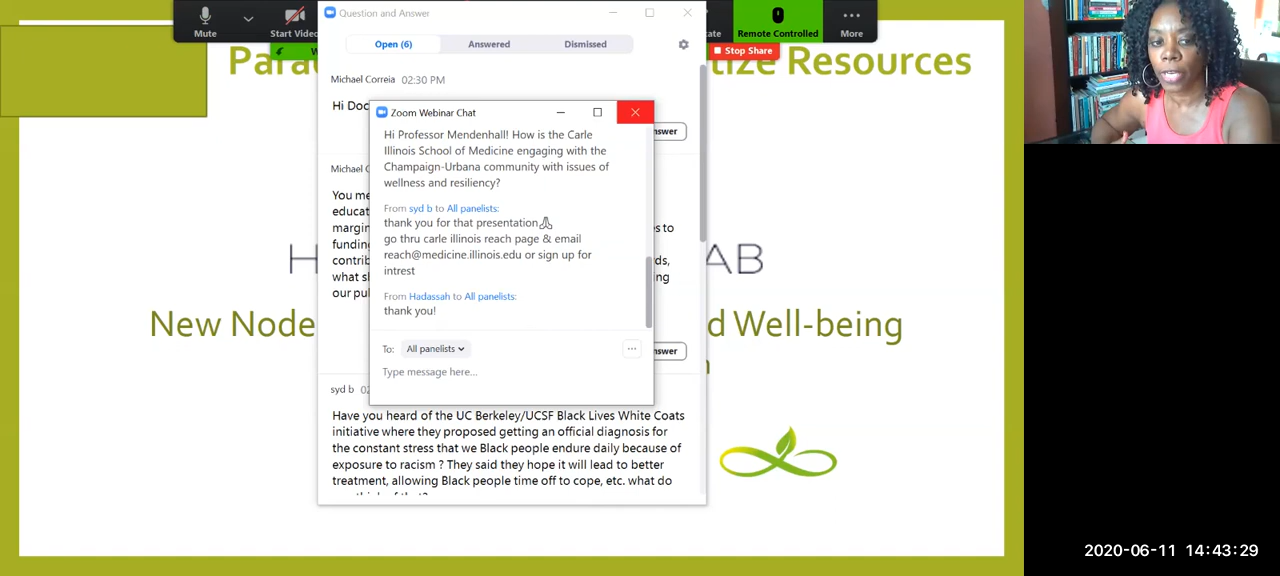 Mute
Start Video
Remote Controlled
More
Stop Share
Question and Answer
Open (6)
Answered
Dismissed
Michael Correia 02:30 PM
Hi Doc
Zoom Webinar Chat
Hi Professor Mendenhall! How is the Carle
Illinois School of Medicine engaging with the
Champaign-Urbana community with issues of
wellness and resiliency?
From syd b to All panelists:
thank you for that presentation🙏
go thru carle illinois reach page & email
reach@medicine.illinois.edu or sign up for
intrest
From Hadassah to All panelists:
thank you!
To: All panelists
Type message here...
Michael
You me
educat
margin
s to
fundin
contrib
ds,
what s
ing
our pu
syd b
Have you heard of the UC Berkeley/UCSF Black Lives White Coats
initiative where they proposed getting an official diagnosis for
the constant stress that we Black people endure daily because of
exposure to racism ? They said they hope it will lead to better
treatment, allowing Black people time off to cope, etc. what do
Para
tize Resources
H
AB
New Node
d Well-being
2020-06-11 14:43:29